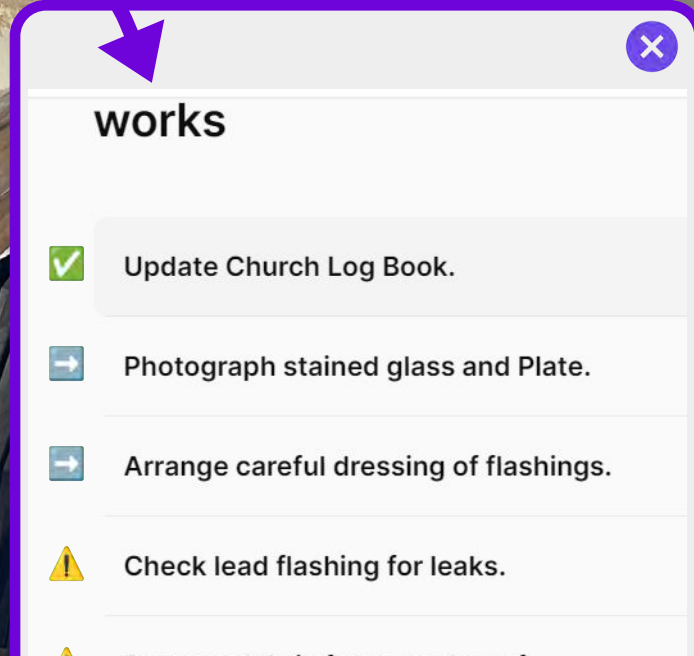 works
Update Church Log Book.
Photograph stained glass and Plate.
Arrange careful dressing of flashings.
Check lead flashing for leaks.